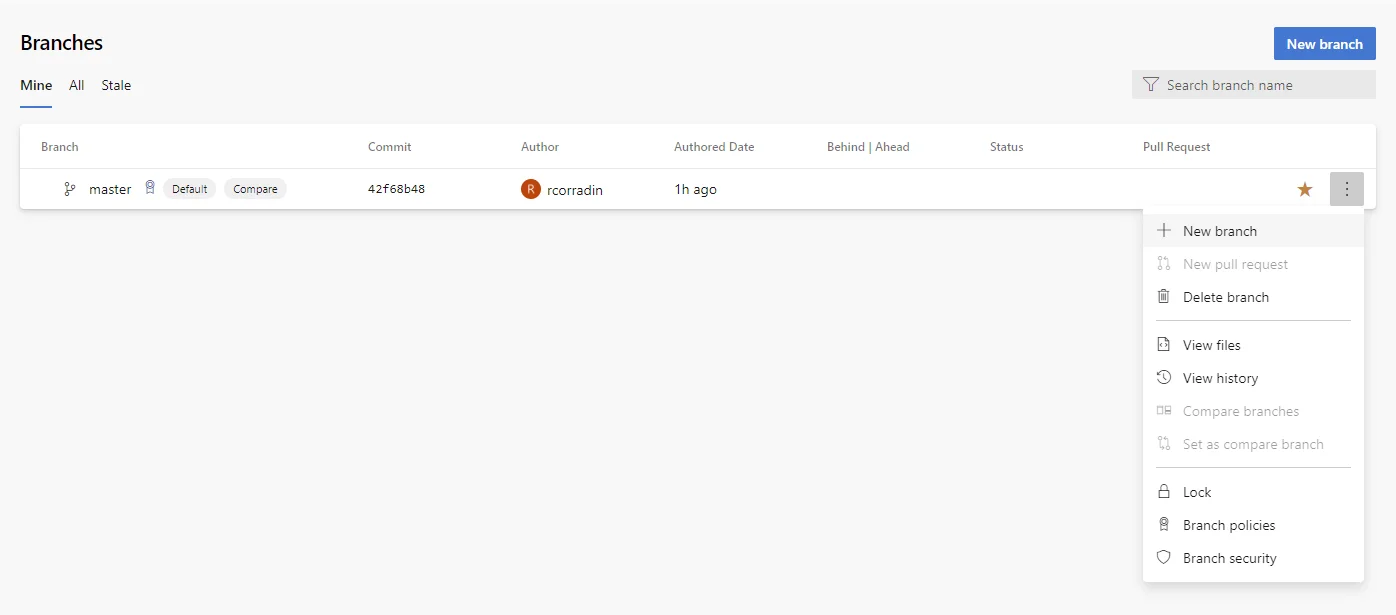 Branches
New branch
Mine All Stale
Search branch name
Branch Commit Author Authored Date Behind | Ahead Status Pull Request
master Default Compare 42f68b48 R rcorradin 1h ago
New branch
New pull request
Delete branch
View files
View history
Compare branches
Set as compare branch
Lock
Branch policies
Branch security